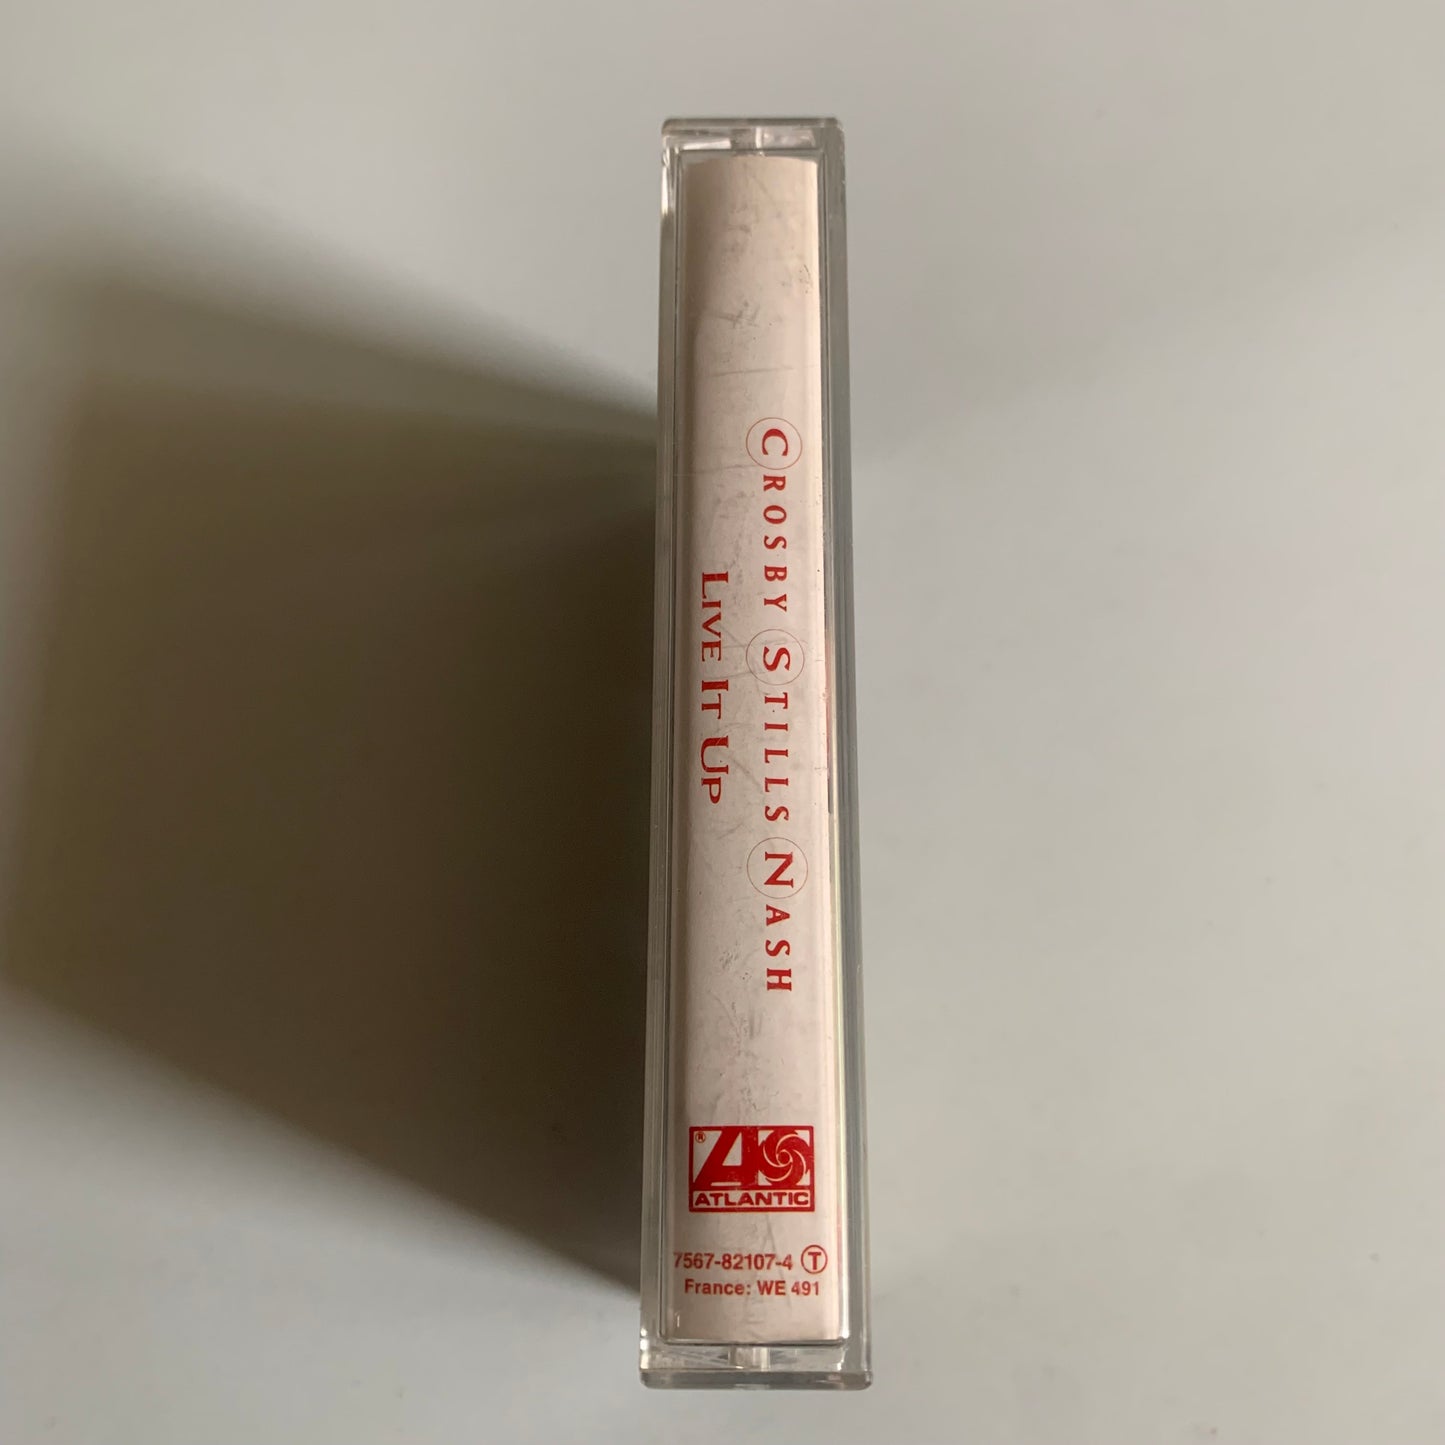 CROSBY STILLS NASH
LIVE IT UP
®
ATLANTIC
7567-82107-4 Ⓣ
France: WE 491